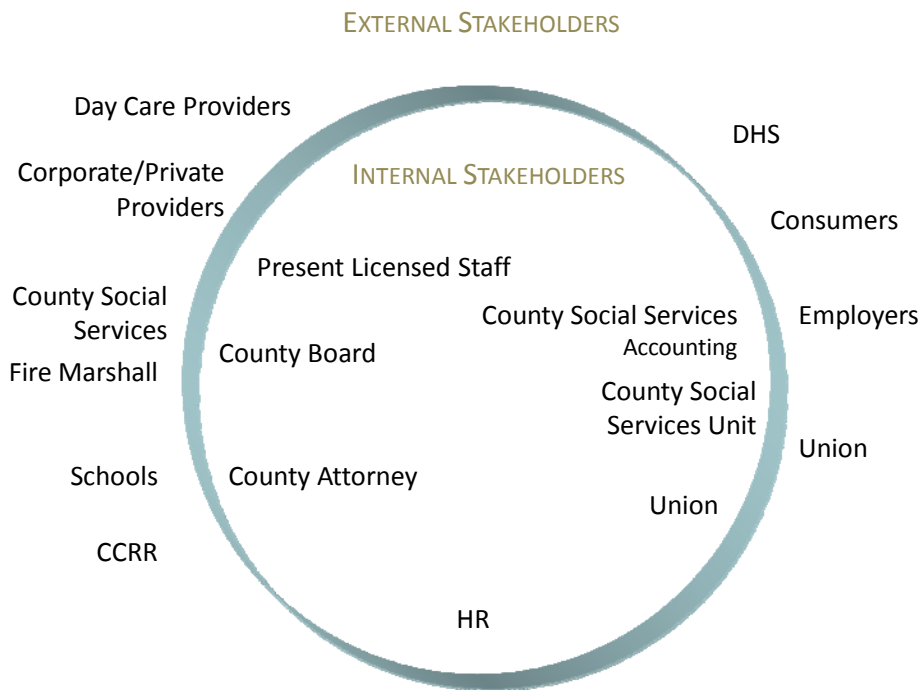 EXTERNAL STAKEHOLDERS
Day Care Providers
DHS
Corporate/Private
Providers
INTERNAL STAKEHOLDERS
Consumers
Present Licensed Staff
County Social
Services
County Social Services
Accounting
Employers
County Board
Fire Marshall
County Social
Services Unit
Union
Schools
County Attorney
Union
CCRR
HR